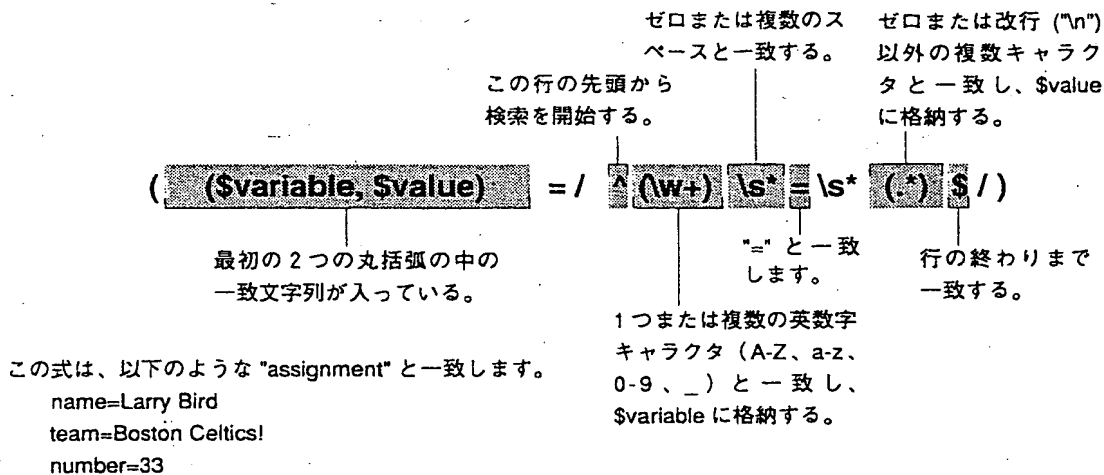 ゼロまたは複数のス
ペースと一致する。
ゼロまたは改行 ("\n")
以外の複数キャラク
タと一致し、$value
に格納する。
この行の先頭から
検索を開始する。
( ($variable, $value) = / ^ (\w+) \s* = \s* (.*) $ / )
最初の 2 つの丸括弧の中の
一致文字列が入っている。
"=" と一致
します。
行の終わりまで
一致する。
1 つまたは複数の英数字
キャラクタ（A-Z、a-z、
0-9 、_ ）と一致し、
$variable に格納する。
この式は、以下のような "assignment" と一致します。
name=Larry Bird
team=Boston Celtics!
number=33